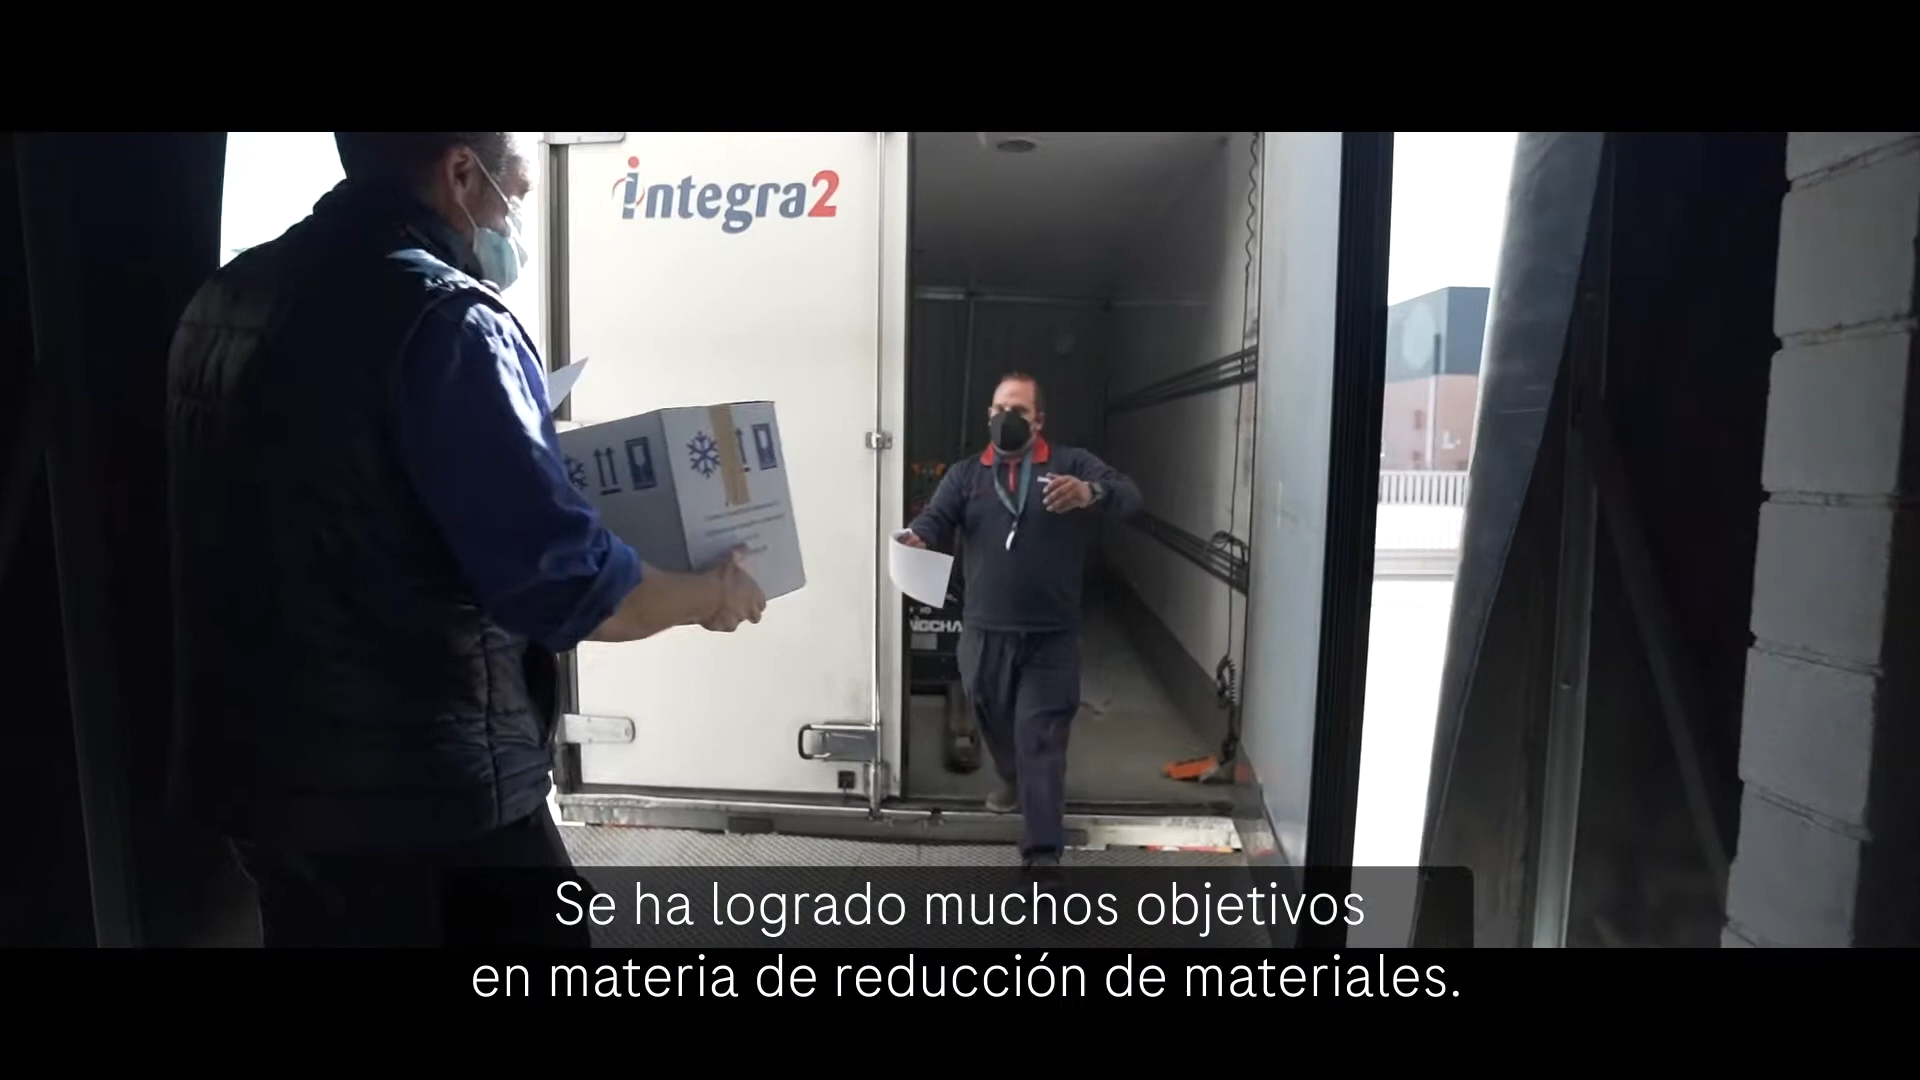 integra2
Se ha logrado muchos objetivos
en materia de reducción de materiales.